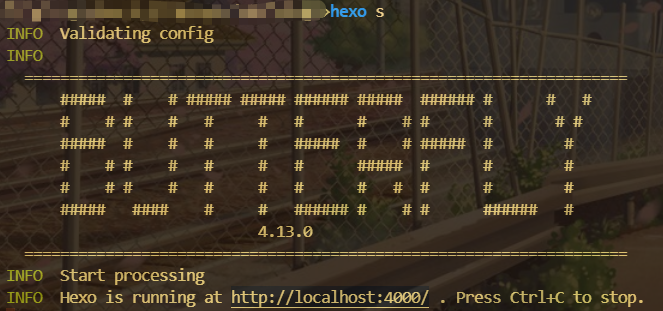 >hexo s
INFO  Validating config
INFO
===================================================================
#####  #    # ##### ##### ###### #####  ###### #      #   #
#    # #    #   #     #   #      #    # #      #       # #
#####  #    #   #     #   #####  #    # #####  #        #
#    # #    #   #     #   #      #####  #      #        #
#    # #    #   #     #   #      #   #  #      #        #
#####   ####    #     #   ###### #    # #      ######   #
4.13.0
===================================================================
INFO  Start processing
INFO  Hexo is running at http://localhost:4000/ . Press Ctrl+C to stop.